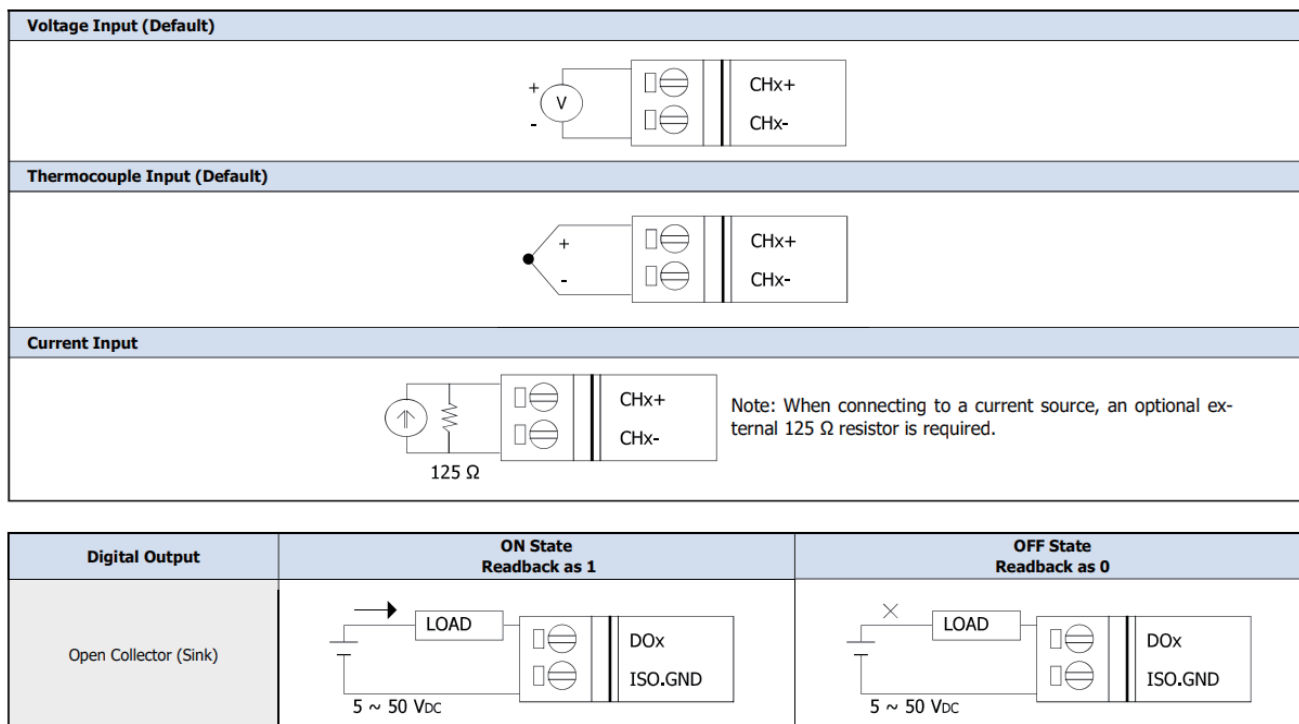 Voltage Input (Default)
+
V
-
CHx+
CHx-
Thermocouple Input (Default)
+
-
CHx+
CHx-
Current Input
CHx+
CHx-
125 Ω
Note: When connecting to a current source, an optional ex-
ternal 125 Ω resistor is required.
Digital Output
ON State
Readback as 1
OFF State
Readback as 0
Open Collector (Sink)
LOAD
DOx
ISO.GND
5 ~ 50 VDC
LOAD
DOx
ISO.GND
5 ~ 50 VDC